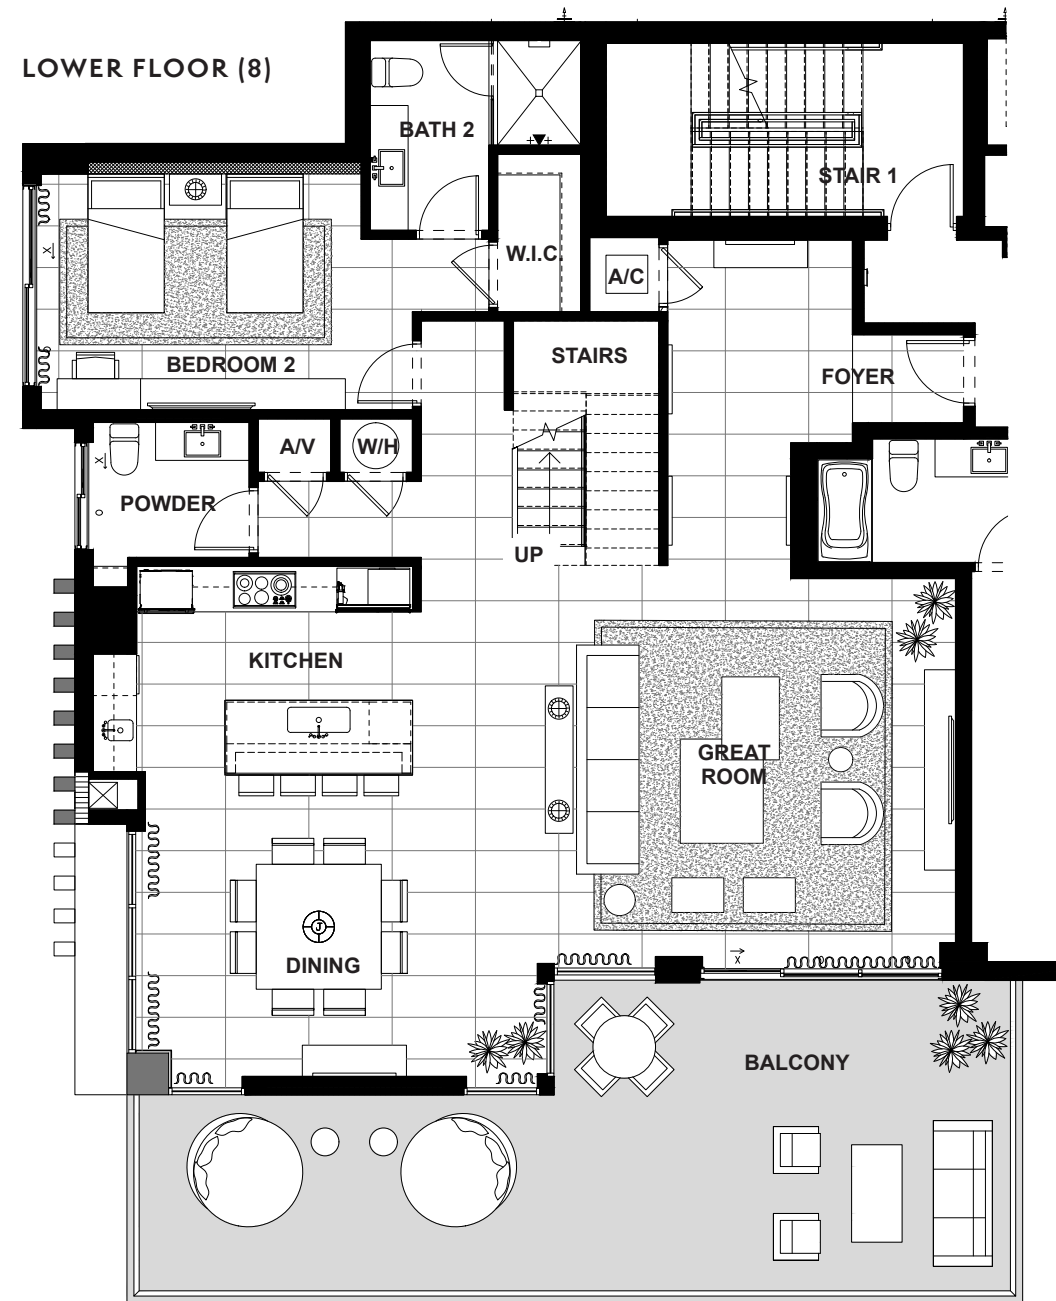 LOWER FLOOR (8)
BATH 2
STAIR 1
W.I.C.
A/C
STAIRS
BEDROOM 2
FOYER
A/V
W/H
POWDER
UP
KITCHEN
GREAT
ROOM
J
DINING
BALCONY
X
X
X